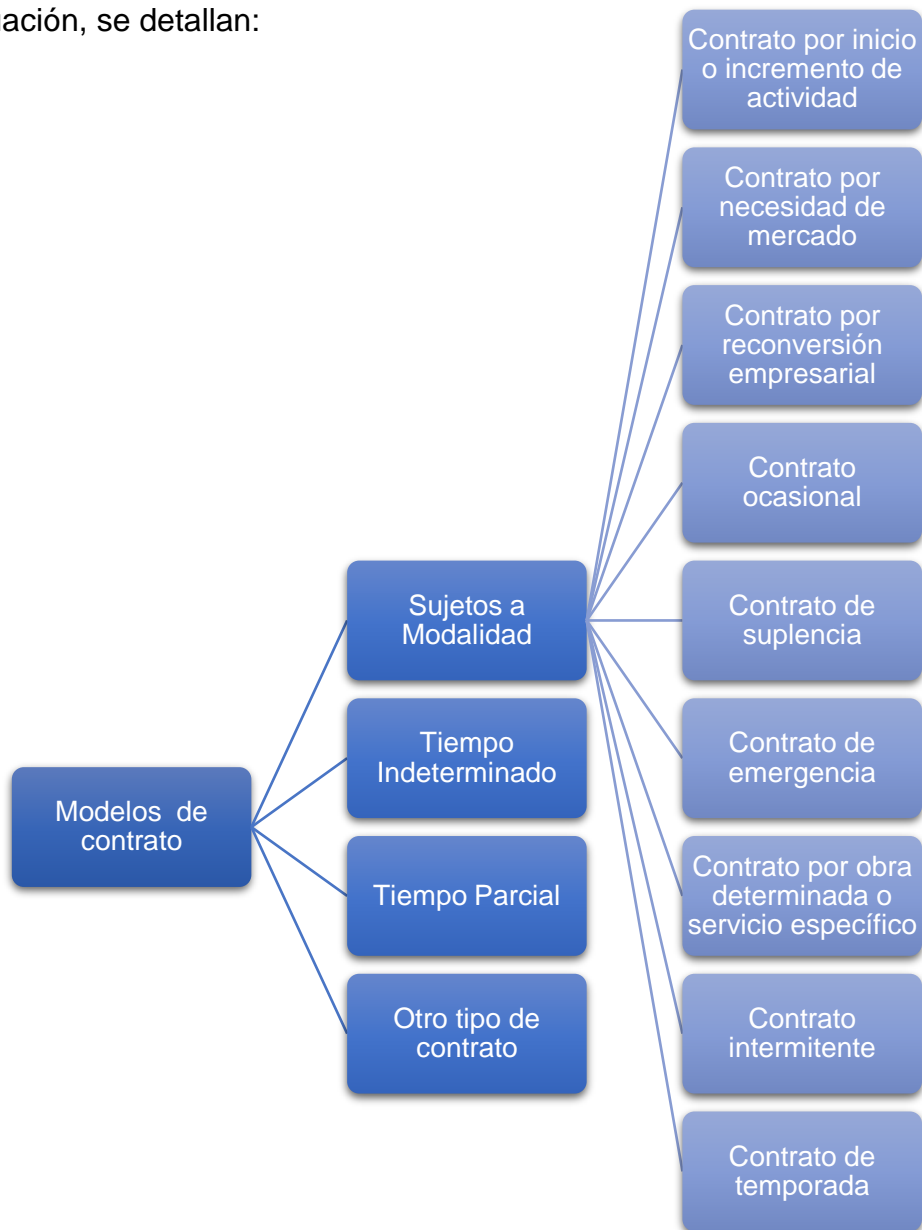 uación, se detallan:
Contrato por inicio
o incremento de
actividad
Contrato por
necesidad de
mercado
Contrato por
reconversión
empresarial
Contrato
ocasional
Sujetos a
Modalidad
Contrato de
suplencia
Tiempo
Indeterminado
Contrato de
emergencia
Modelos de
contrato
Tiempo Parcial
Contrato por obra
determinada o
servicio específico
Otro tipo de
contrato
Contrato
intermitente
Contrato de
temporada